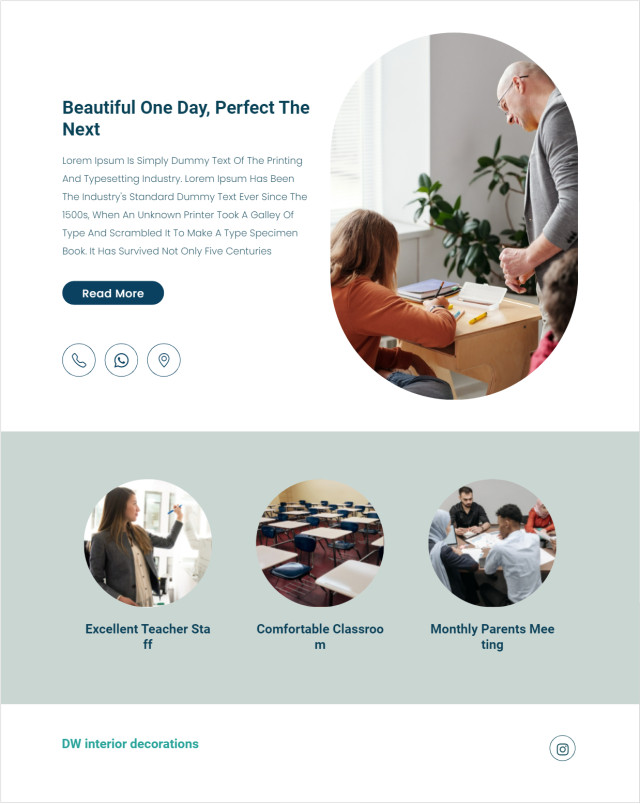 Beautiful One Day, Perfect The
Next
Lorem Ipsum Is Simply Dummy Text Of The Printing
And Typesetting Industry. Lorem Ipsum Has Been
The Industry's Standard Dummy Text Ever Since The
1500s, When An Unknown Printer Took A Galley Of
Type And Scrambled It To Make A Type Specimen
Book. It Has Survived Not Only Five Centuries
Read More
Excellent Teacher Sta
ff
Comfortable Classroo
m
Monthly Parents Mee
ting
DW interior decorations